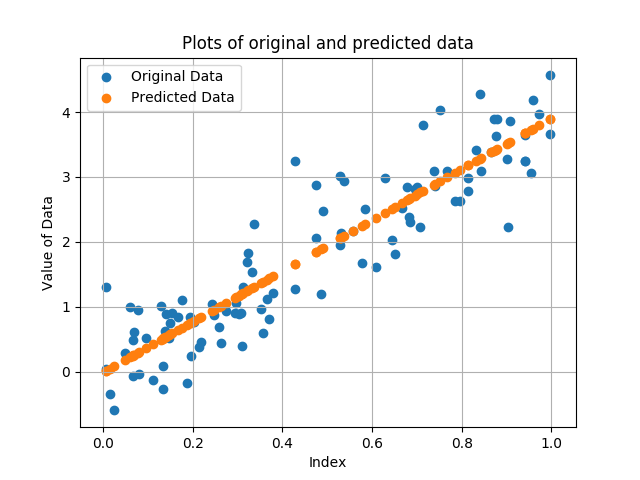 Plots of original and predicted data
Original Data
Predicted Data
Value of Data
4
3
2
1
0
0.0 0.2 0.4 0.6 0.8 1.0
Index